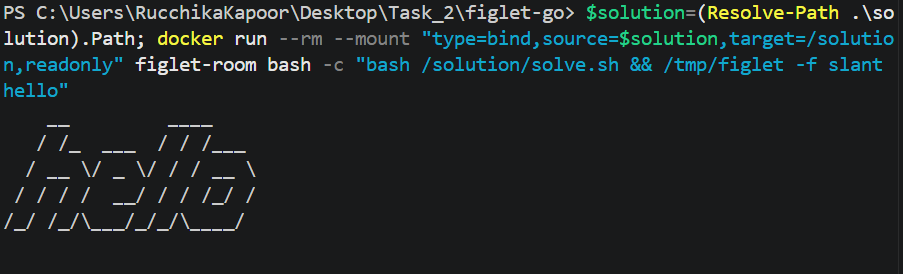 PS C:\Users\RucchikaKapoor\Desktop\Task_2\figlet-go> $solution=(Resolve-Path .\so
lution).Path; docker run --rm --mount "type=bind,source=$solution,target=/solutio
n,readonly" figlet-room bash -c "bash /solution/solve.sh && /tmp/figlet -f slant
hello"
    __         ____
   / /_  ___  / / /___
  / __ \/ _ \/ / / __ \
 / / / /  __/ / / /_/ /
/_/ /_/\___/_/_/\____/